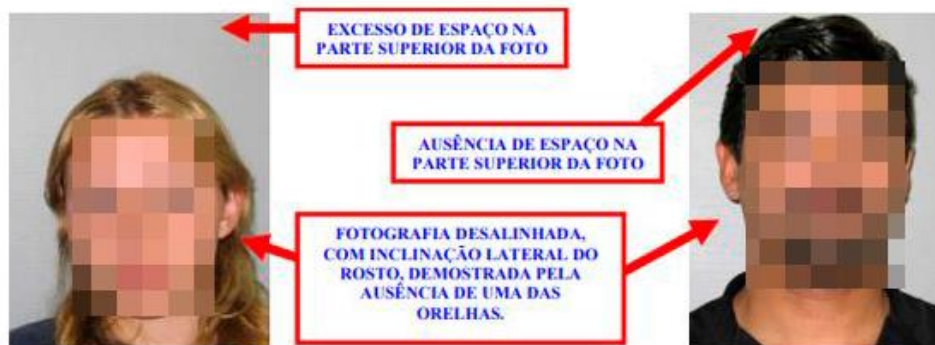 EXCESSO DE ESPAÇO NA
PARTE SUPERIOR DA FOTO
AUSÊNCIA DE ESPAÇO NA
PARTE SUPERIOR DA FOTO
FOTOGRAFIA DESALINHADA,
COM INCLINAÇÃO LATERAL DO
ROSTO, DEMOSTRADA PELA
AUSÊNCIA DE UMA DAS
ORELHAS.